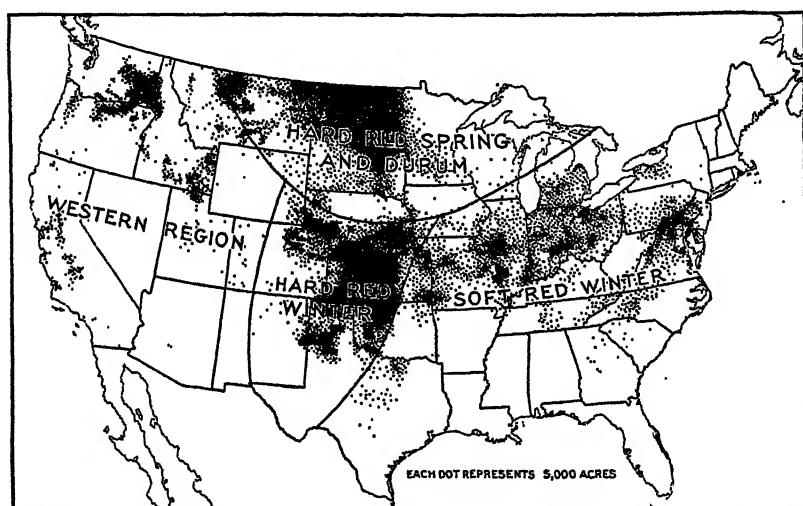 HARD RED SPRING
AND DURUM
WESTERN
REGION
HARD RED
WINTER
SOFT RED WINTER
EACH DOT REPRESENTS 5,000 ACRES